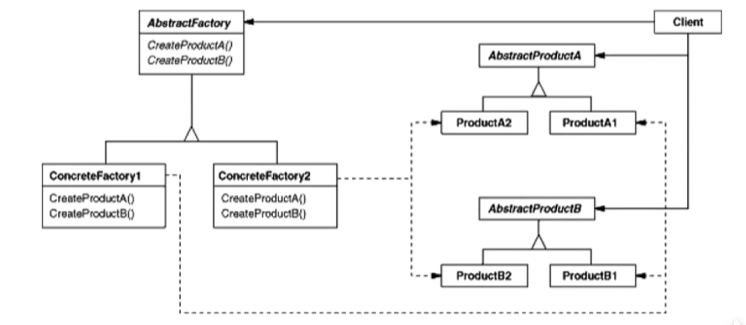 AbstractFactory
CreateProductA()
CreateProductB()
Client
AbstractProductA
ProductA2
ProductA1
ConcreteFactory1
CreateProductA()
CreateProductB()
ConcreteFactory2
CreateProductA()
CreateProductB()
AbstractProductB
ProductB2
ProductB1